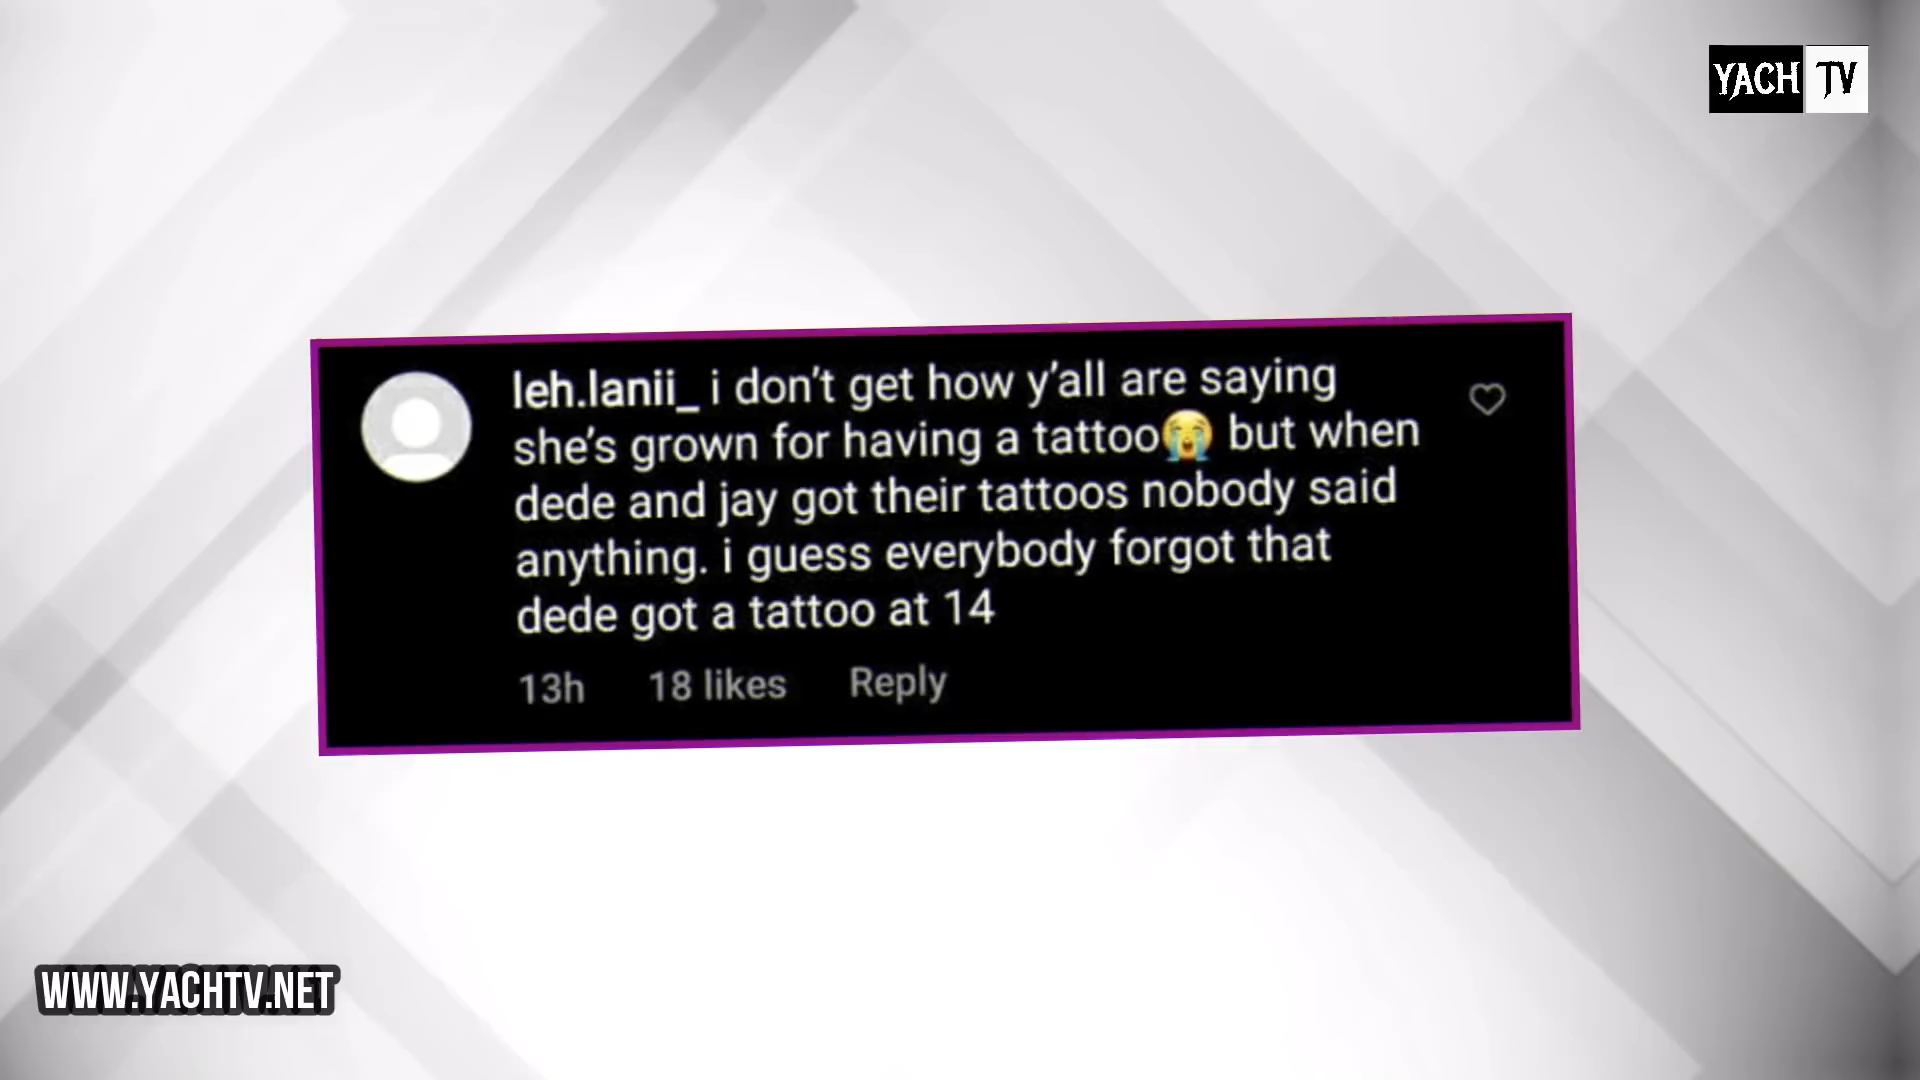 YACH TV
leh.lanii_ i don't get how y'all are saying
she's grown for having a tattoo😭 but when
dede and jay got their tattoos nobody said
anything. i guess everybody forgot that
dede got a tattoo at 14
13h 18 likes Reply
WWW.YACHTV.NET